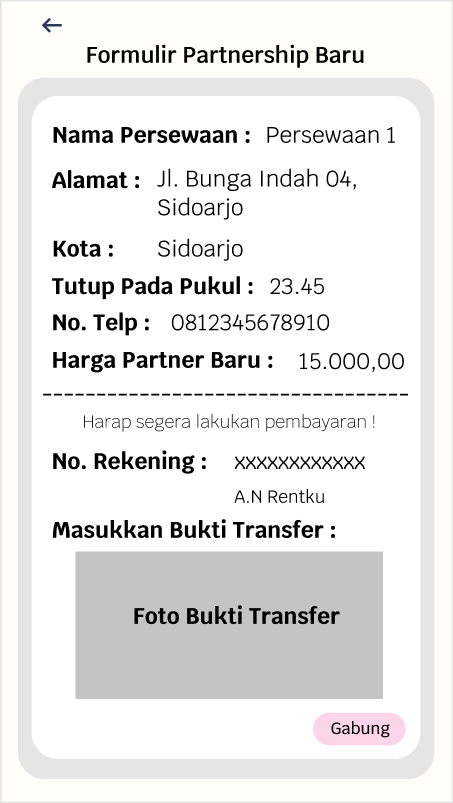 Formulir Partnership Baru
Nama Persewaan : Persewaan 1
Alamat : Jl. Bunga Indah 04,
Sidoarjo
Kota : Sidoarjo
Tutup Pada Pukul : 23.45
No. Telp : 0812345678910
Harga Partner Baru : 15.000,00
Harap segera lakukan pembayaran !
No. Rekening : xxxxxxxxxxxx
A.N Rentku
Masukkan Bukti Transfer :
Foto Bukti Transfer
Gabung